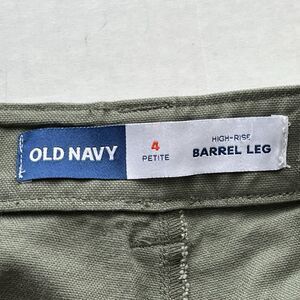 OLD NAVY
4
PETITE
HIGH-RISE
BARREL LEG